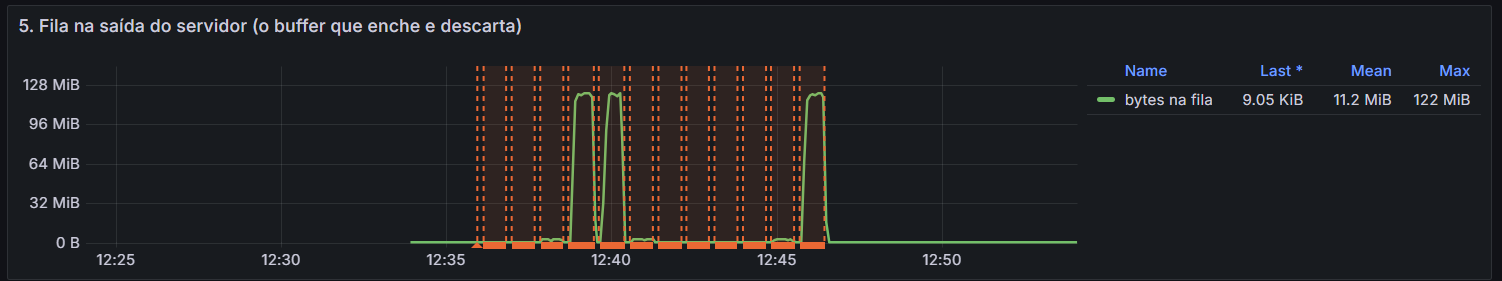 5. Fila na saída do servidor (o buffer que enche e descarta)
Name Last * Mean Max
bytes na fila 9.05 KiB 11.2 MiB 122 MiB
128 MiB
96 MiB
64 MiB
32 MiB
0 B
12:25 12:30 12:35 12:40 12:45 12:50